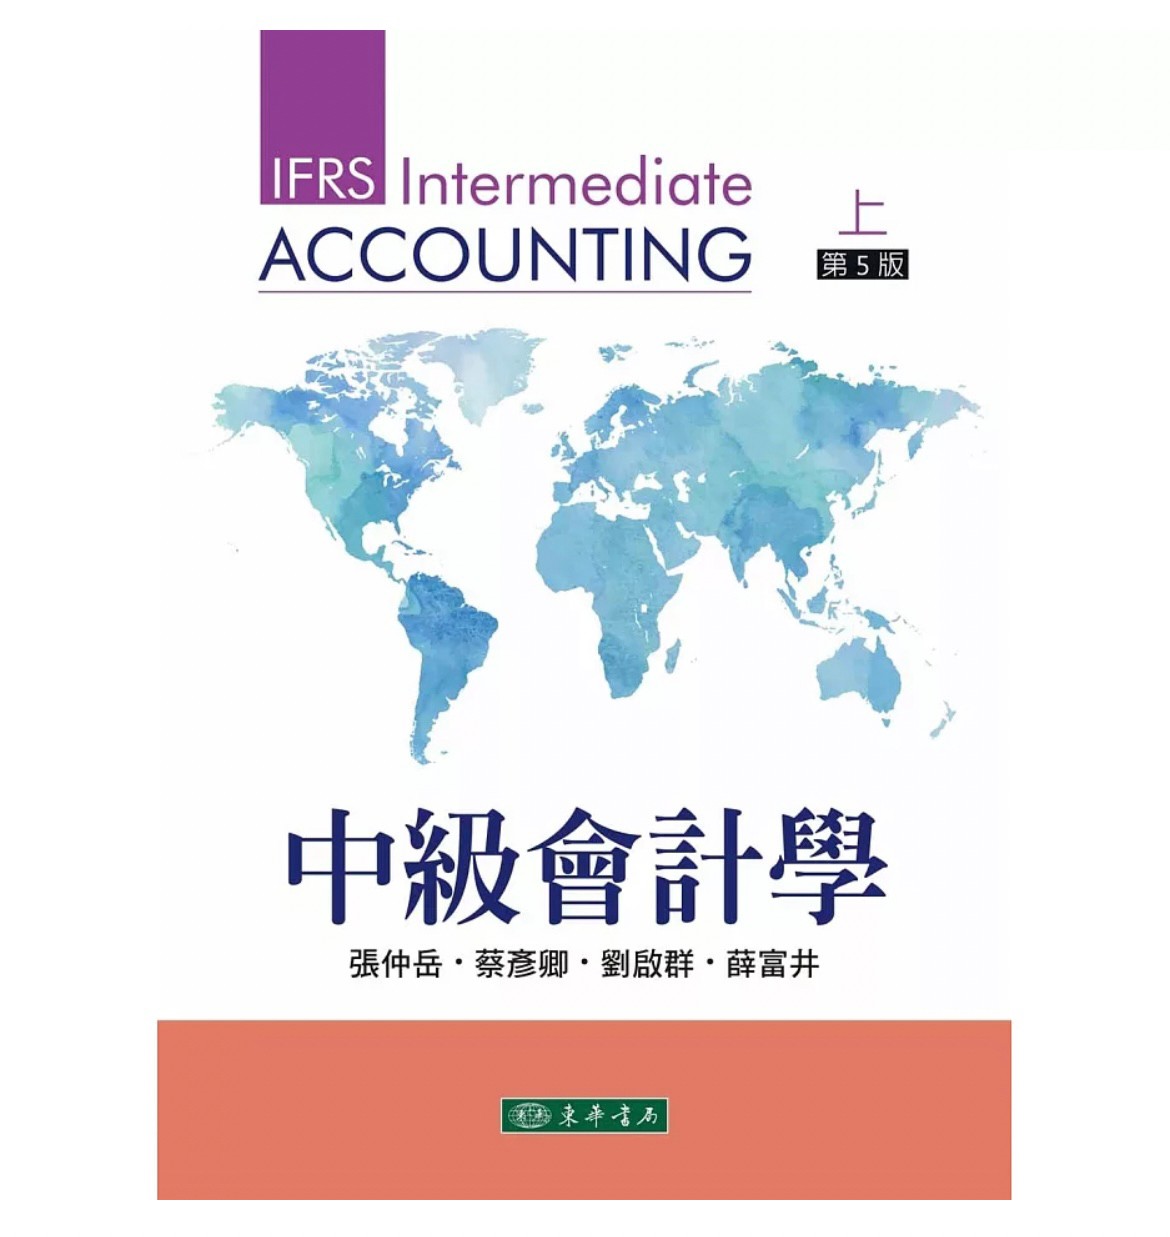 IFRS Intermediate
ACCOUNTING
上
第5版
中級會計學
張仲岳・蔡彥卿・劉啟群・薛富井
東華書局